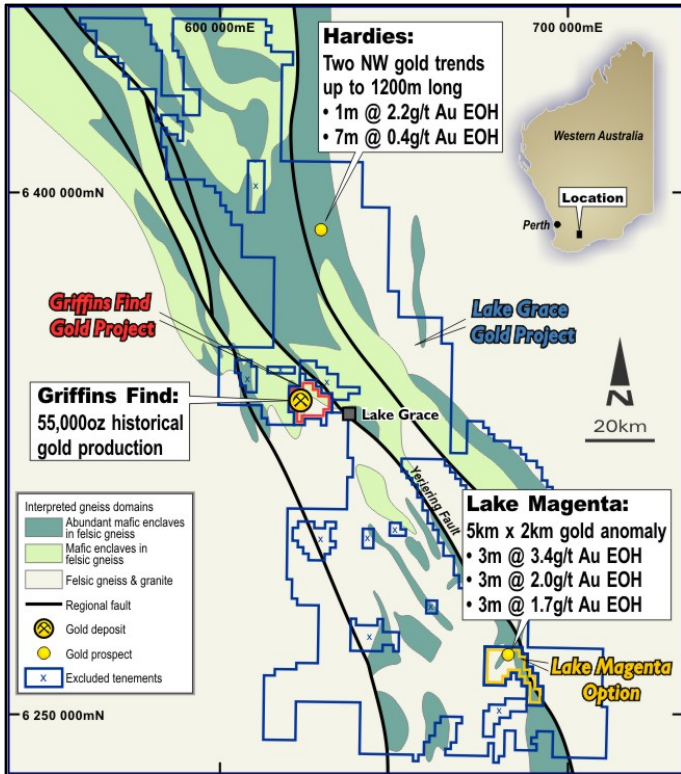 600 000mE
700 000mE
Hardies:
Two NW gold trends
up to 1200m long
• 1m @ 2.2g/t Au EOH
• 7m @ 0.4g/t Au EOH
Western Australia
Location
Perth
6 400 000mN
x
Griffins Find
Gold Project
Lake Grace
Gold Project
N
20km
x
x
Griffins Find:
55,000oz historical
gold production
Lake Grace
Yeriering Fault
Lake Magenta:
5km x 2km gold anomaly
• 3m @ 3.4g/t Au EOH
• 3m @ 2.0g/t Au EOH
• 3m @ 1.7g/t Au EOH
Interpreted gneiss domains
Abundant mafic enclaves
in felsic gneiss
Mafic enclaves in
felsic gneiss
Felsic gneiss & granite
Regional fault
Gold deposit
Gold prospect
x Excluded tenements
x
x
x
x
x
Lake Magenta
Option
x
6 250 000mN